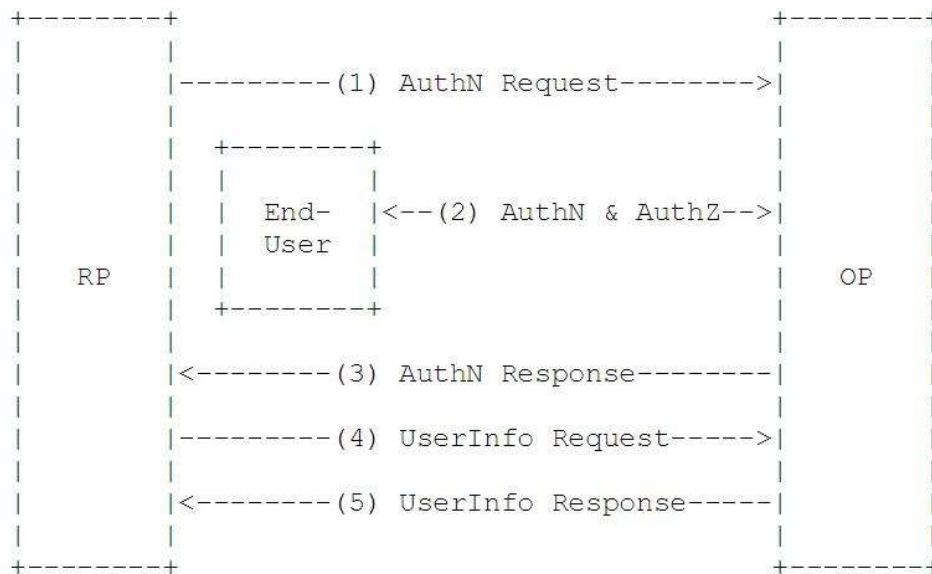 (1) AuthN Request
End-
(2) AuthN & AuthZ
User
RP
OP
(3) AuthN Response
(4) UserInfo Request
(5) UserInfo Response